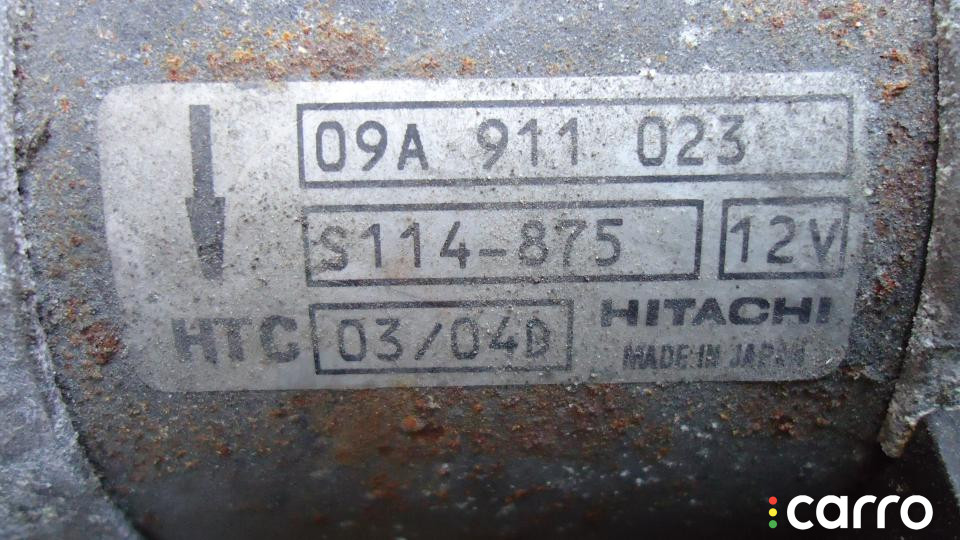 09A 911 023
S114-875 12V
HTC 03/04D HITACHI
MADE IN JAPAN
carro